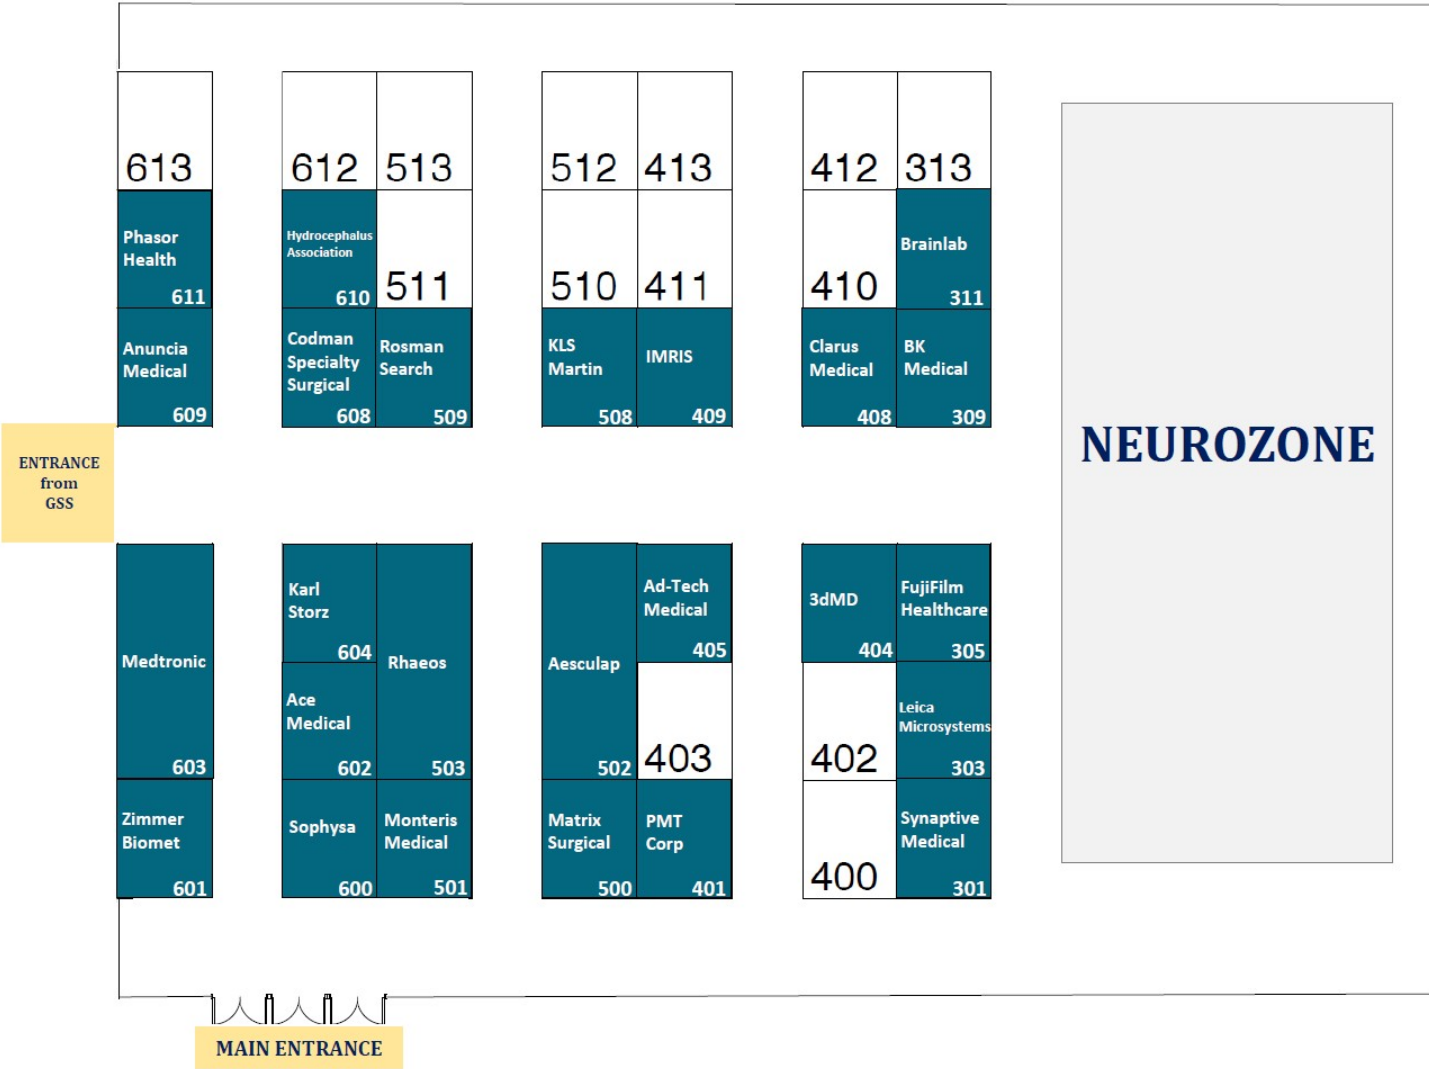 613
612
513
512
413
412
313
Phasor
Health
611
Hydrocephalus
Association
610
511
510
411
410
Brainlab
311
Anuncia
Medical
609
Codman
Specialty
Surgical
608
Rosman
Search
509
KLS
Martin
508
IMRIS
409
Clarus
Medical
408
BK
Medical
309
NEUROZONE
ENTRANCE
from
GSS
Medtronic
603
Karl
Storz
604
Rhaeos
503
Aesculap
502
Ad-Tech
Medical
405
3dMD
404
FujiFilm
Healthcare
305
Ace
Medical
602
403
402
Leica
Microsystems
303
Zimmer
Biomet
601
Sophysa
600
Monteris
Medical
501
Matrix
Surgical
500
PMT
Corp
401
400
Synaptive
Medical
301
MAIN ENTRANCE